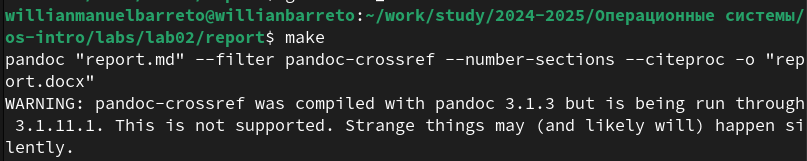 willianmanuelbarreto@willianbarreto:~/work/study/2024-2025/Операционные системы/
os-intro/labs/lab02/report$ make
pandoc "report.md" --filter pandoc-crossref --number-sections --citeproc -o "rep
ort.docx"
WARNING: pandoc-crossref was compiled with pandoc 3.1.3 but is being run through
 3.1.11.1. This is not supported. Strange things may (and likely will) happen si
lently.